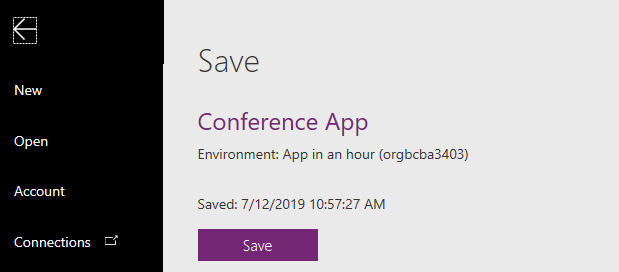 New
Open
Account
Connections
Save
Conference App
Environment: App in an hour (orgbcba3403)
Saved: 7/12/2019 10:57:27 AM
Save